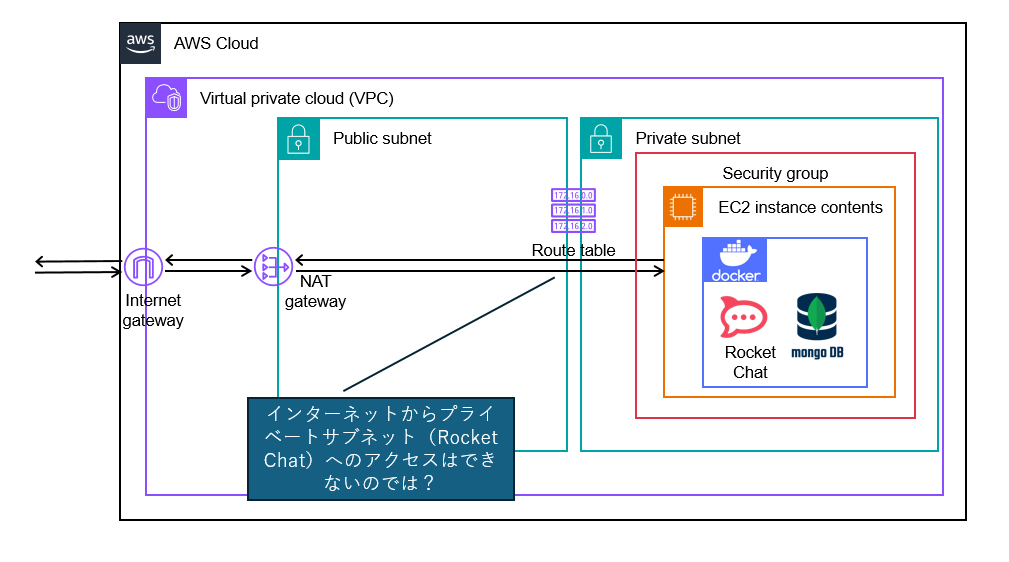 aws
AWS Cloud
Virtual private cloud (VPC)
Public subnet
Private subnet
Security group
172.16.0.0
172.16.1.0
172.16.2.0
EC2 instance contents
Route table
docker
Internet
gateway
NAT
gateway
Rocket
Chat
mongo DB
インターネットからプライ
ベートサブネット（Rocket
Chat）へのアクセスはでき
ないのでは？